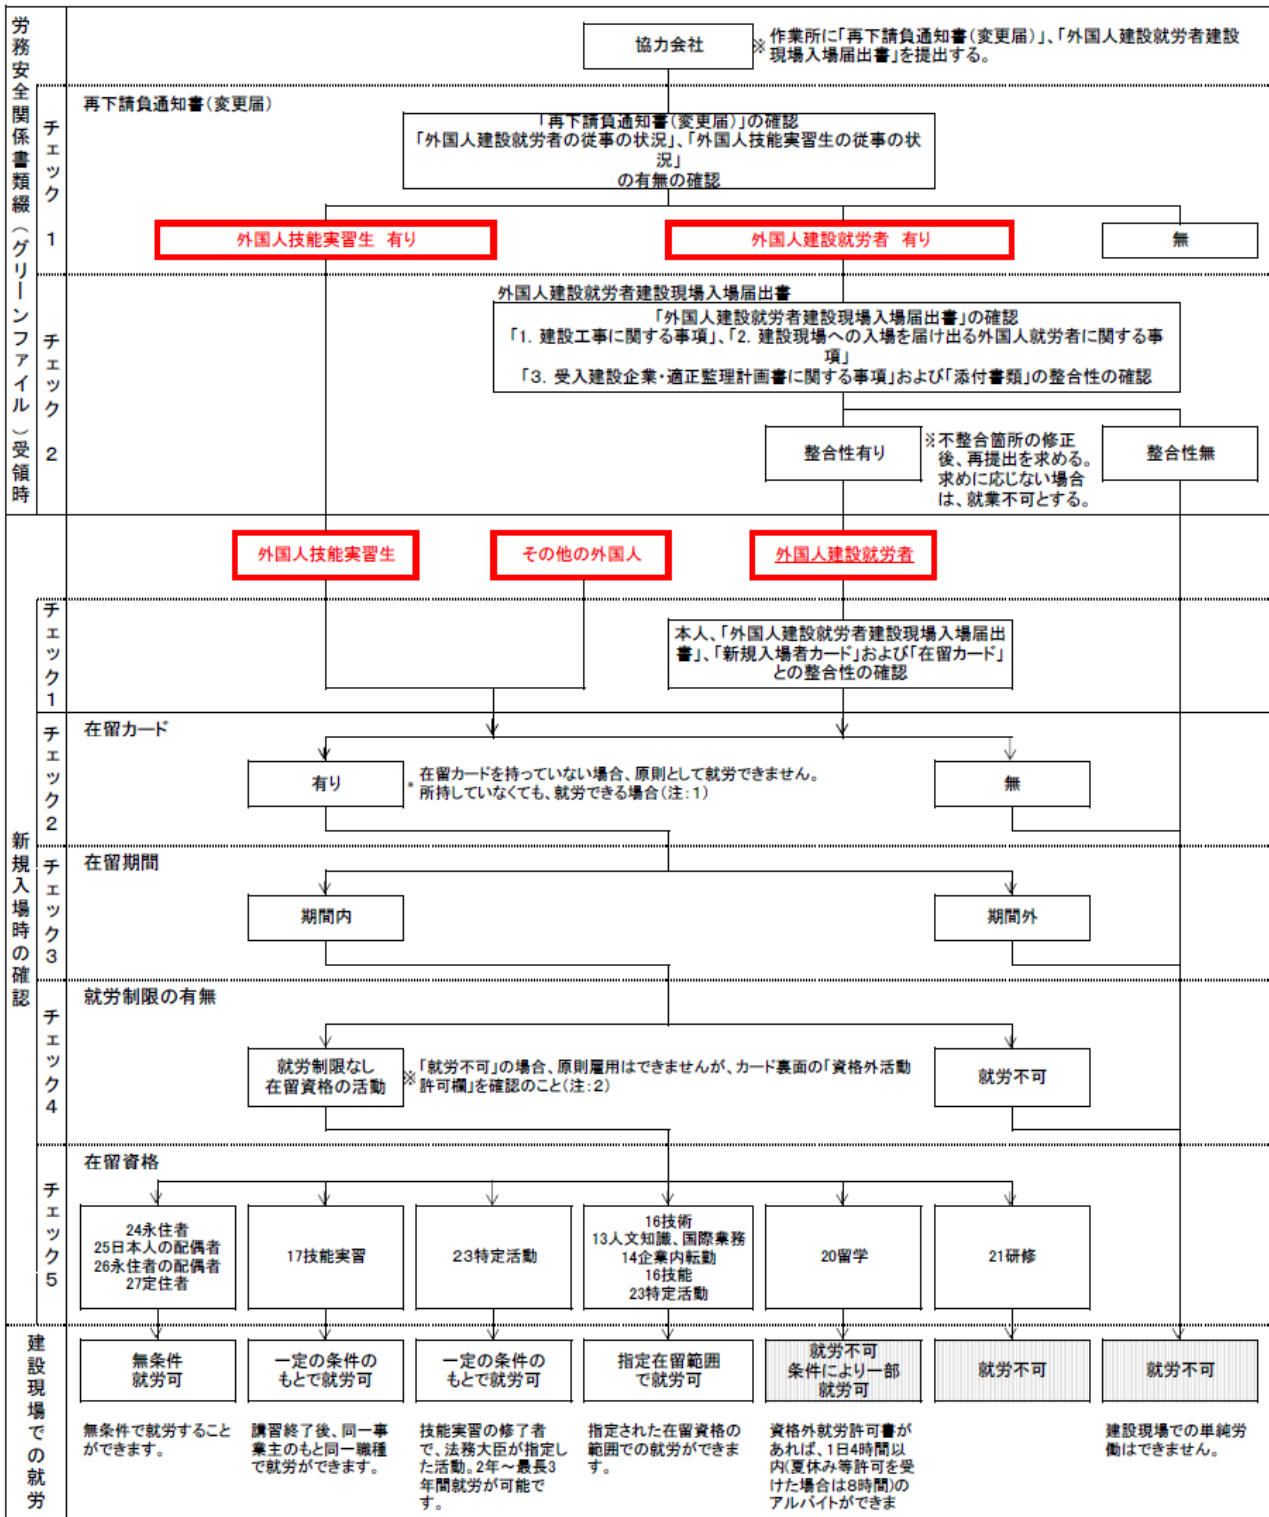 労務安全関係書類綴（グリーンファイル）受領時
協力会社
※作業所に「再下請負通知書(変更届)」、「外国人建設就労者建設
現場入場届出書」を提出する。
チェック 1
再下請負通知書(変更届)
「再下請負通知書(変更届)」の確認
「外国人建設就労者の従事の状況」、「外国人技能実習生の従事の状
況」
の有無の確認
外国人技能実習生 有り
外国人建設就労者 有り
無
チェック 2
外国人建設就労者建設現場入場届出書
「外国人建設就労者建設現場入場届出書」の確認
「1. 建設工事に関する事項」、「2. 建設現場への入場を届け出る外国人就労者に関する事
項」
「3. 受入建設企業・適正監理計画書に関する事項」および「添付書類」の整合性の確認
整合性有り
※不整合箇所の修正
後、再提出を求める。
求めに応じない場合
は、就業不可とする。
整合性無
新規入場時の確認
外国人技能実習生
その他の外国人
外国人建設就労者
チェック1
本人、「外国人建設就労者建設現場入場届出
書」、「新規入場者カード」および「在留カード」
との整合性の確認
チェック2
在留カード
有り
* 在留カードを持っていない場合、原則として就労できません。
所持していなくても、就労できる場合(注:1)
無
チェック3
在留期間
期間内
期間外
チェック4
就労制限の有無
就労制限なし
在留資格の活動
※「就労不可」の場合、原則雇用はできませんが、カード裏面の「資格外活動
許可欄」を確認のこと(注:2)
就労不可
チェック5
在留資格
24永住者
25日本人の配偶者
26永住者の配偶者
27定住者
17技能実習
23特定活動
16技術
13人文知識、国際業務
14企業内転勤
16技能
23特定活動
20留学
21研修
建設現場での就労
無条件
就労可
一定の条件の
もとで就労可
一定の条件の
もとで就労可
指定在留範囲
で就労可
就労不可
条件により一部
就労可
就労不可
就労不可
無条件で就労すること
ができます。
講習終了後、同一事
業主のもと同一職種
で就労ができます。
技能実習の修了者
で、法務大臣が指定し
た活動。2年～最長3
年間就労が可能で
す。
指定された在留資格の
範囲での就労ができま
す。
資格外就労許可書が
あれば、1日4時間以
内(夏休み等許可を受
けた場合は8時間)の
アルバイトができま
建設現場での単純労
働はできません。